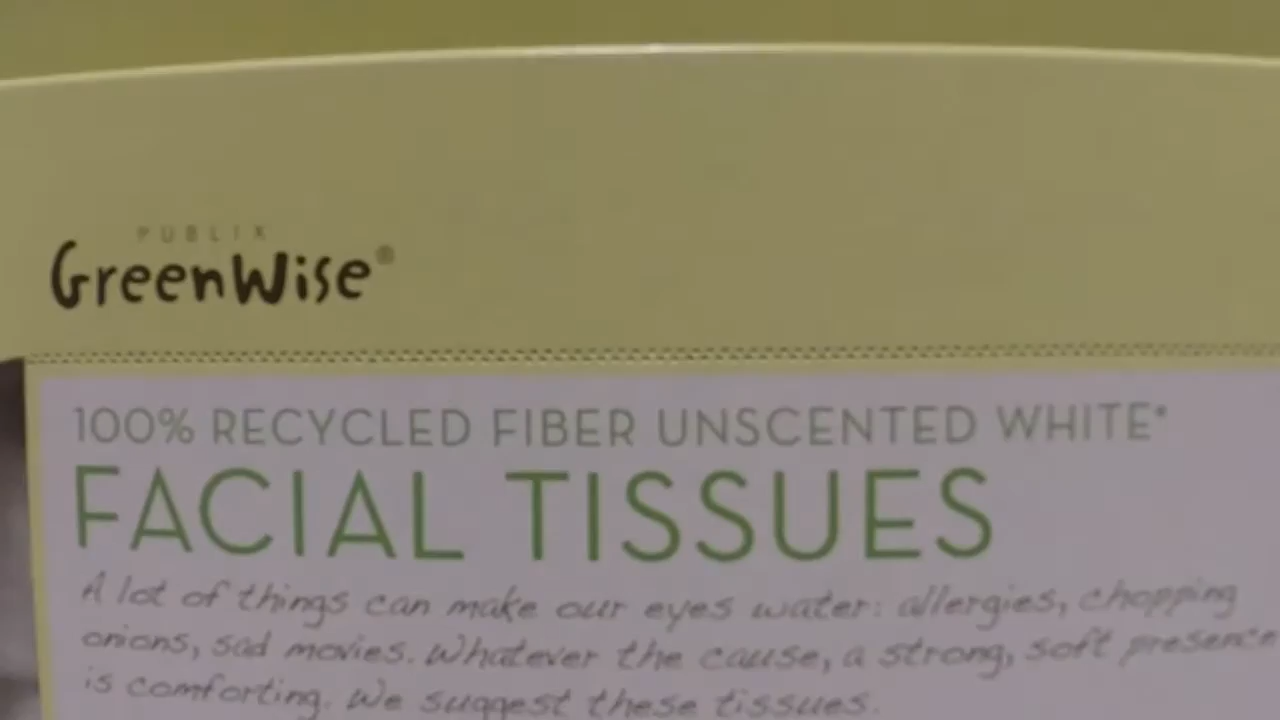 PUBLIX
GreenWise®
100% RECYCLED FIBER UNSCENTED WHITE*
FACIAL TISSUES
A lot of things can make our eyes water: allergies, chopping
onions, sad movies. Whatever the cause, a strong, soft presence
is comforting. We suggest these tissues.